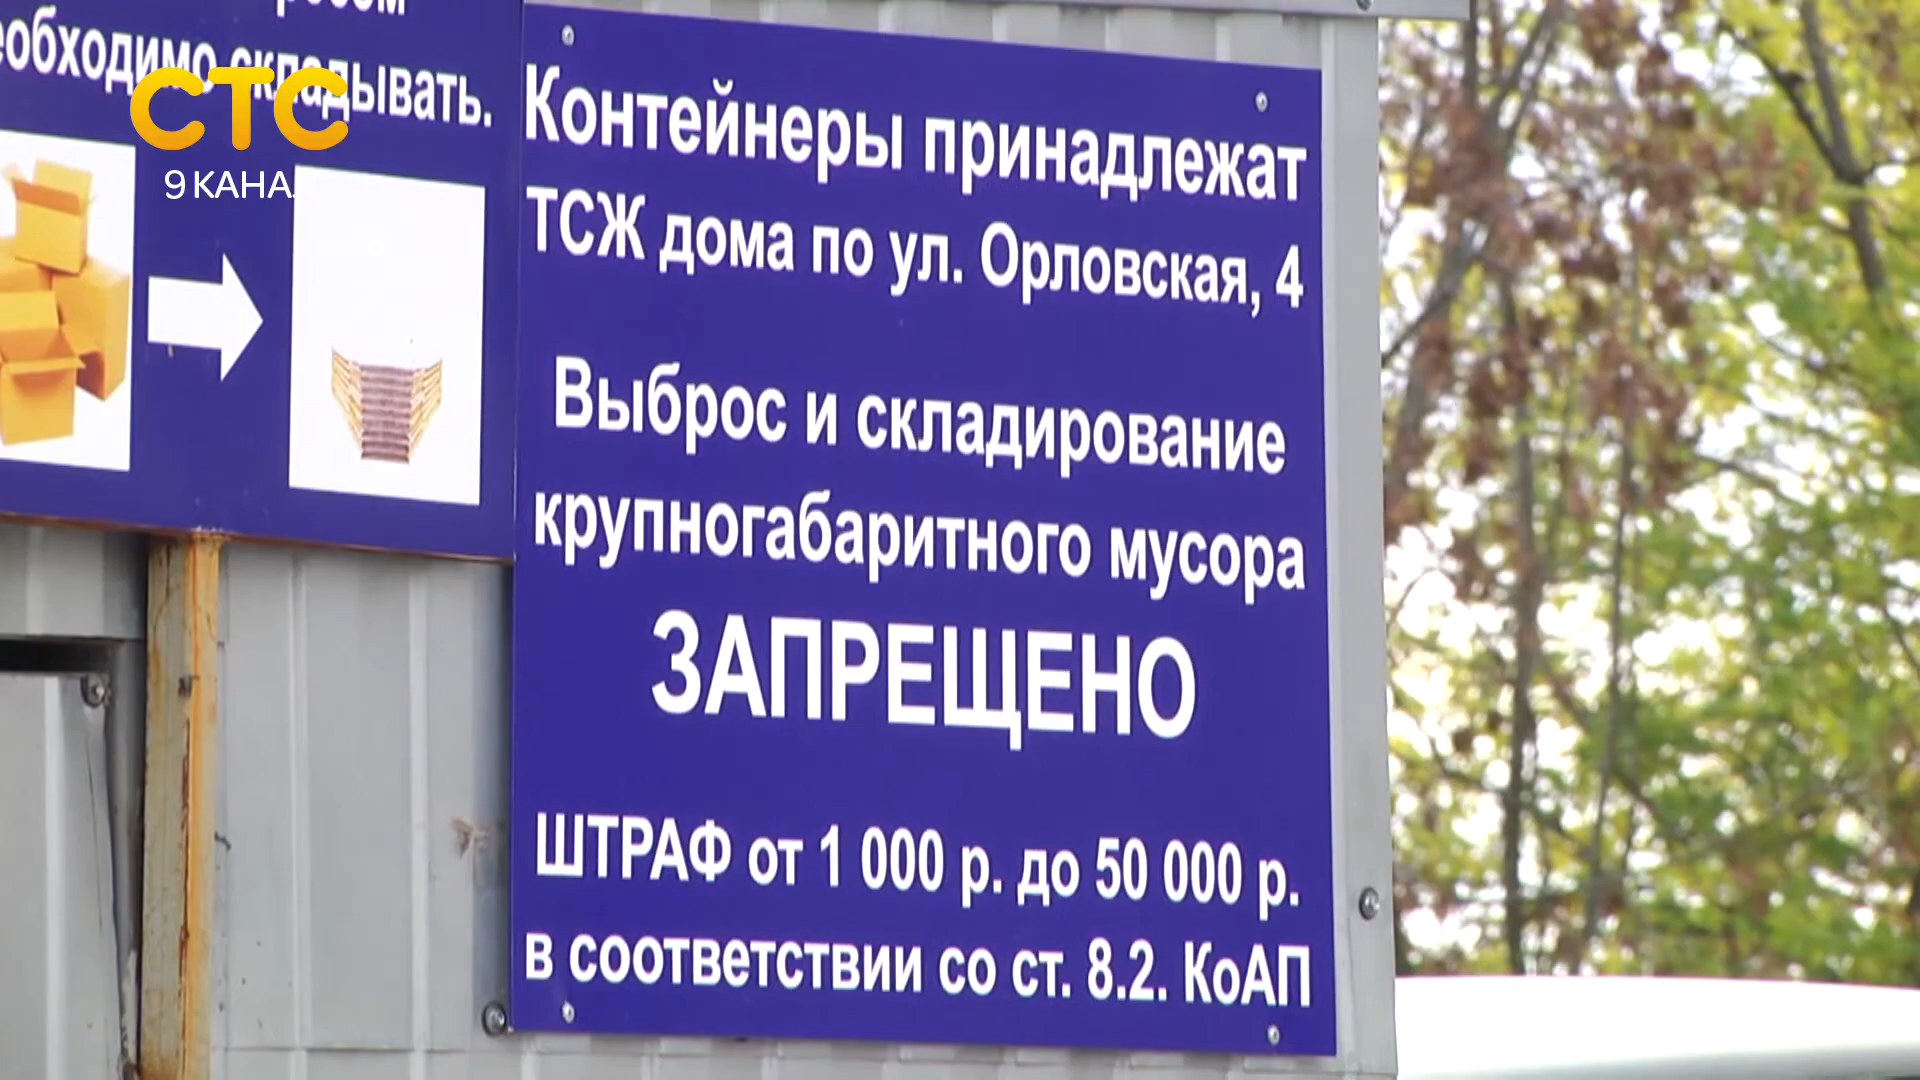 необходимо складывать.
СТС
9 КАНАЛ
Контейнеры принадлежат
ТСЖ дома по ул. Орловская, 4
Выброс и складирование
крупногабаритного мусора
ЗАПРЕЩЕНО
ШТРАФ от 1 000 р. до 50 000 р.
в соответствии со ст. 8.2. КоАП